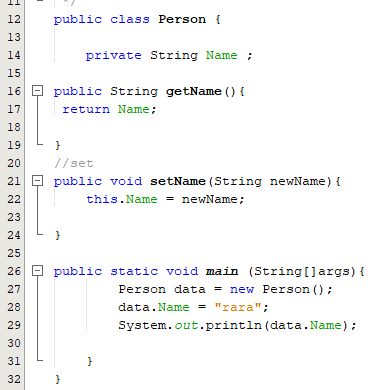 11 */
12 public class Person {
13
14 private String Name ;
15
16 public String getName(){
17 return Name;
18
19 }
20 //set
21 public void setName(String newName){
22 this.Name = newName;
23
24 }
25
26 public static void main (String[]args){
27 Person data = new Person();
28 data.Name = "rara";
29 System.out.println(data.Name);
30
31 }
32 }